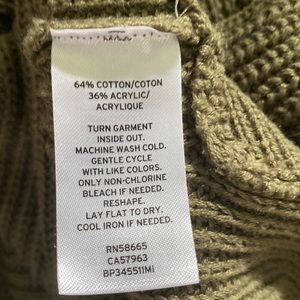 64% COTTON/COTON
36% ACRYLIC/
ACRYLIQUE
TURN GARMENT
INSIDE OUT.
MACHINE WASH COLD.
GENTLE CYCLE
WITH LIKE COLORS.
ONLY NON-CHLORINE
BLEACH IF NEEDED.
RESHAPE.
LAY FLAT TO DRY.
COOL IRON IF NEEDED.
RN58665
CA57963
BP345511MI